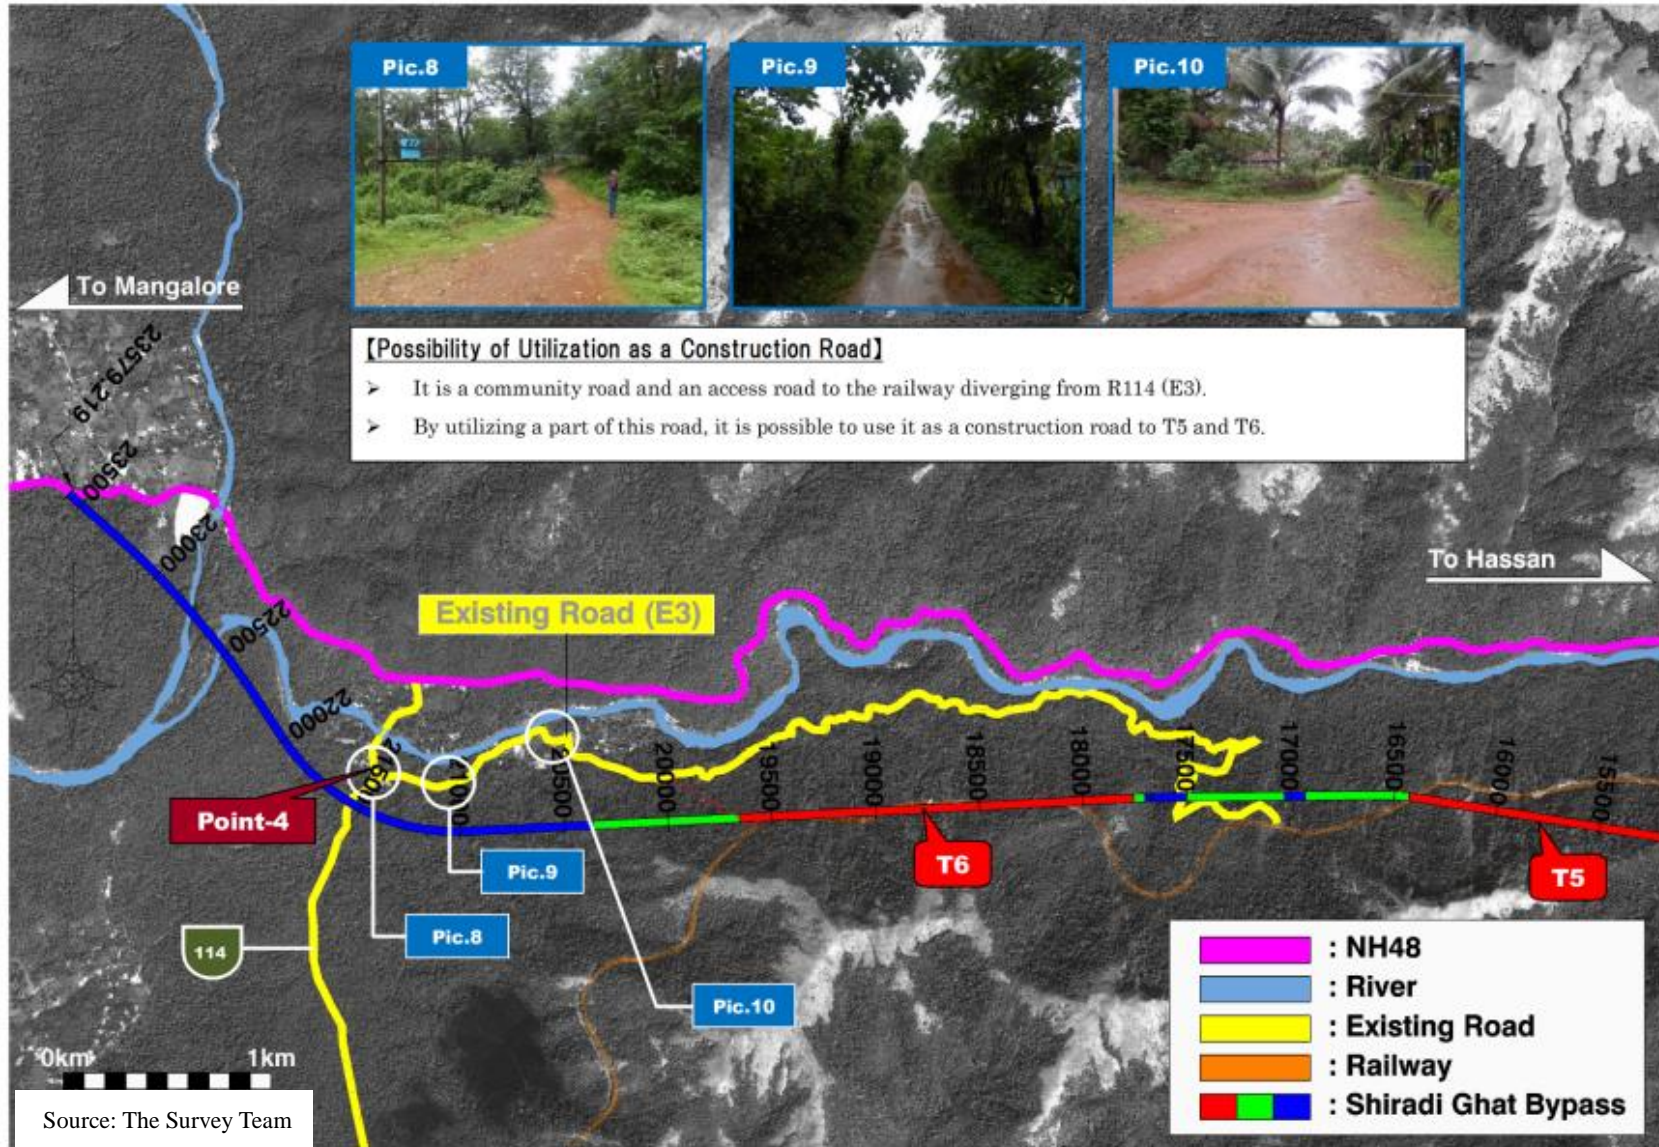 Pic.8
Pic.9
Pic.10
To Mangalore
【Possibility of Utilization as a Construction Road】
➢ It is a community road and an access road to the railway diverging from R114 (E3).
➢ By utilizing a part of this road, it is possible to use it as a construction road to T5 and T6.
23579.219
23500
23000
22500
22000
To Hassan
Existing Road (E3)
20500
20000
19500
19000
18500
18000
17500
17000
16500
16000
15500
Point-4
Pic.9
T6
T5
Pic.8
114
Pic.10
: NH48
: River
: Existing Road
: Railway
: Shiradi Ghat Bypass
0km 1km
Source: The Survey Team